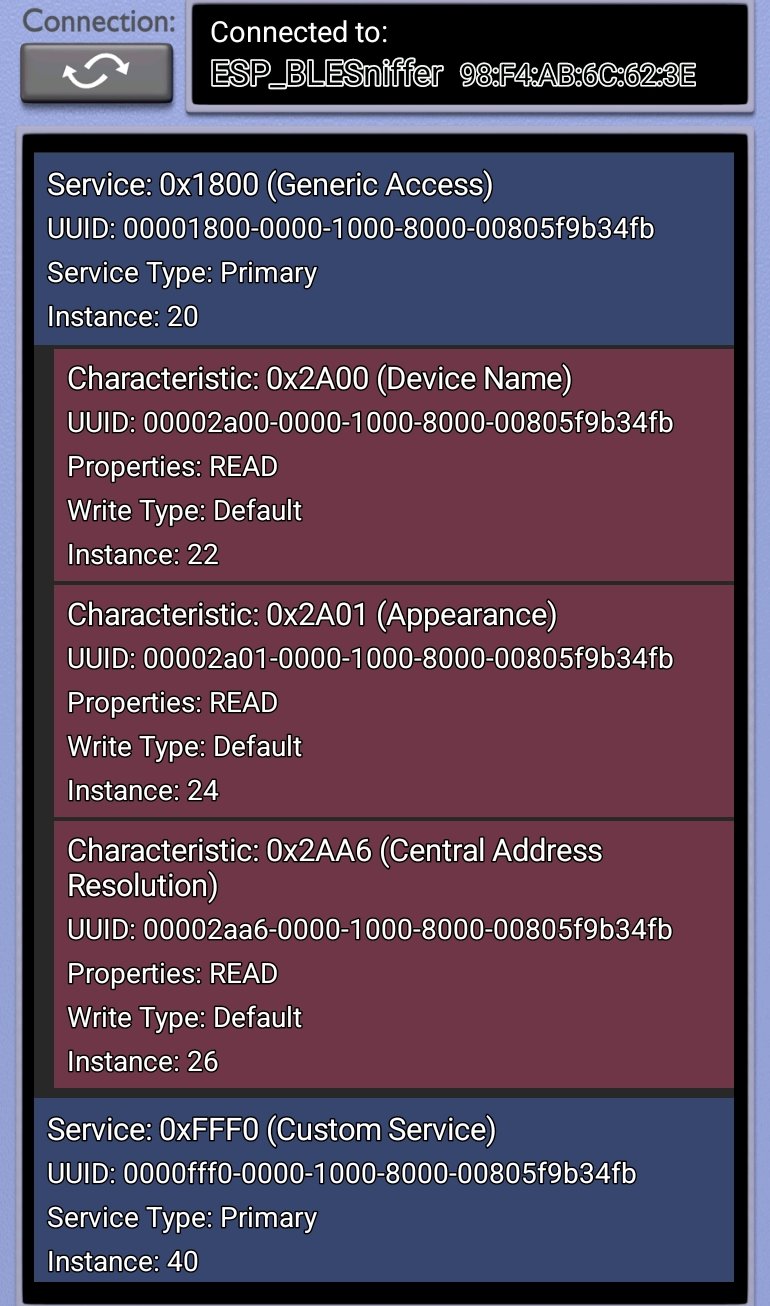 Connection:
Connected to:
ESP_BLESniffer 98:F4:AB:6C:62:3E
Service: 0x1800 (Generic Access)
UUID: 00001800-0000-1000-8000-00805f9b34fb
Service Type: Primary
Instance: 20
Characteristic: 0x2A00 (Device Name)
UUID: 00002a00-0000-1000-8000-00805f9b34fb
Properties: READ
Write Type: Default
Instance: 22
Characteristic: 0x2A01 (Appearance)
UUID: 00002a01-0000-1000-8000-00805f9b34fb
Properties: READ
Write Type: Default
Instance: 24
Characteristic: 0x2AA6 (Central Address
Resolution)
UUID: 00002aa6-0000-1000-8000-00805f9b34fb
Properties: READ
Write Type: Default
Instance: 26
Service: 0xFFF0 (Custom Service)
UUID: 0000fff0-0000-1000-8000-00805f9b34fb
Service Type: Primary
Instance: 40